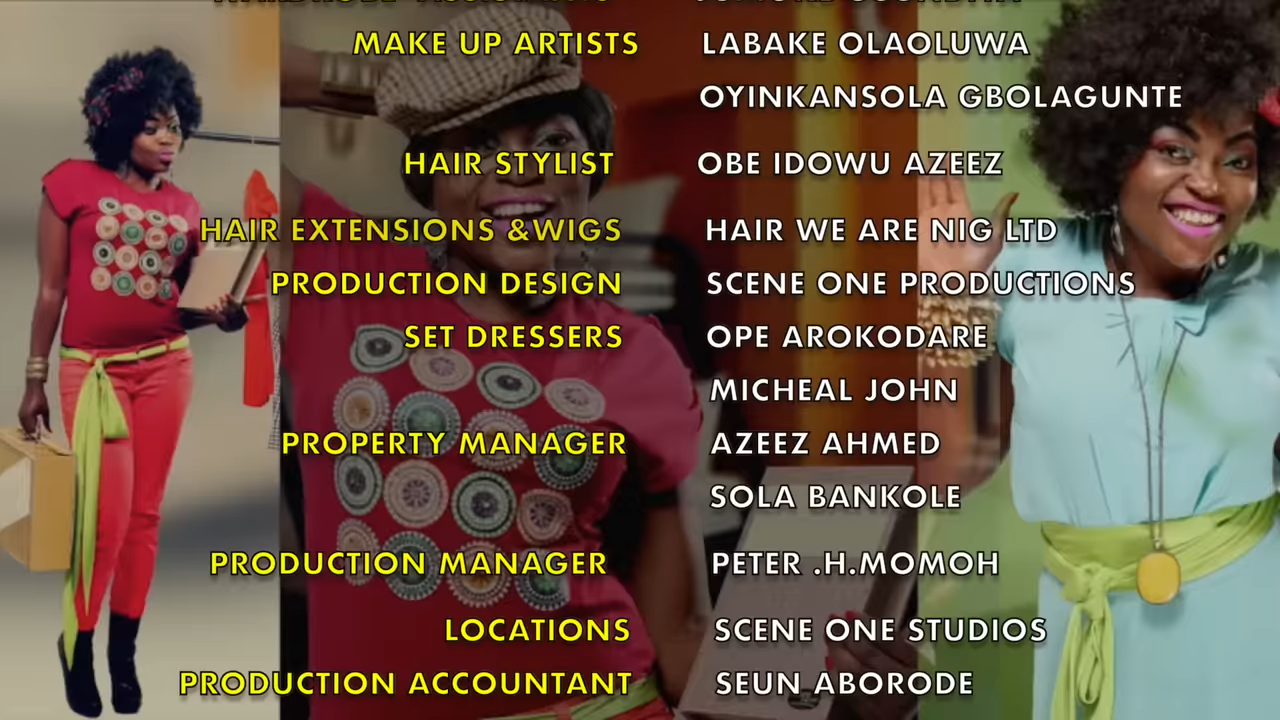 MAKE UP ARTISTS LABAKE OLAOLUWA
OYINKANSOLA GBOLAGUNTE
HAIR STYLIST OBE IDOWU AZEEZ
HAIR EXTENSIONS &WIGS HAIR WE ARE NIG LTD
PRODUCTION DESIGN SCENE ONE PRODUCTIONS
SET DRESSERS OPE AROKODARE
MICHEAL JOHN
PROPERTY MANAGER AZEEZ AHMED
SOLA BANKOLE
PRODUCTION MANAGER PETER .H.MOMOH
LOCATIONS SCENE ONE STUDIOS
PRODUCTION ACCOUNTANT SEUN ABORODE